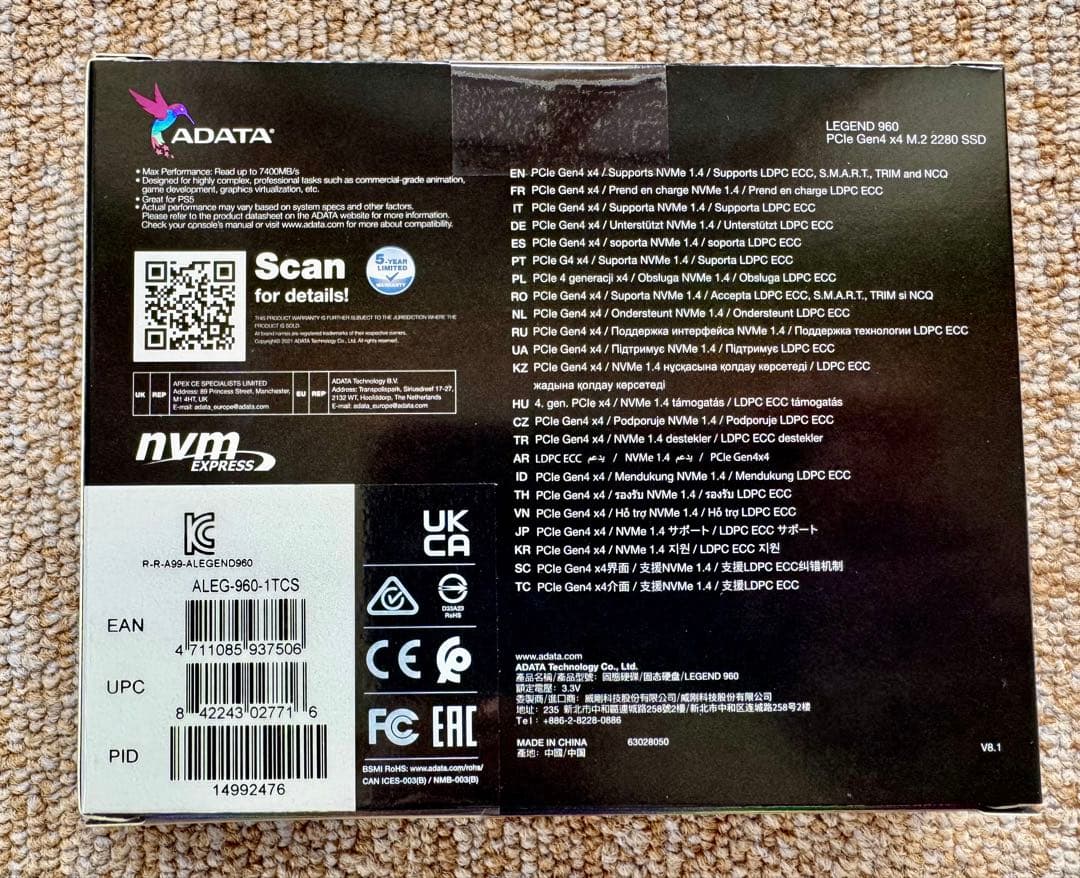 ADATA®
LEGEND 960
PCIe Gen4 x4 M.2 2280 SSD
• Max Performance: Read up to 7400MB/s
• Designed for highly complex, professional tasks such as commercial-grade animation,
game development, graphics virtualization, etc.
• Great for PS5
• Actual performance may vary based on system specs and other factors.
Please refer to the product datasheet on the ADATA website for more information.
Check your console's manual or visit www.adata.com for more about compatibility.
Scan
for details!
5-YEAR
LIMITED
WARRANTY
THIS PRODUCT WARRANTY IS FURTHER SUBJECT TO THE JURISDICTION WHERE THE
PRODUCT IS SOLD.
All brand names are registered trademarks of their respective owners.
Copyright© 2021 ADATA Technology Co., Ltd. All rights reserved.
UK REP
APEX CE SPECIALISTS LIMITED
Address: 89 Princess Street, Manchester,
M1 4HT, UK
E-mail: adata_europe@adata.com
EU REP
ADATA Technology B.V.
Address: Transpolispark, Siriusdreef 17-27,
2132 WT, Hoofddorp, The Netherlands
E-mail: adata_europe@adata.com
nvm
EXPRESS
EN PCIe Gen4 x4 / Supports NVMe 1.4 / Supports LDPC ECC, S.M.A.R.T., TRIM and NCQ
FR PCIe Gen4 x4 / Prend en charge NVMe 1.4 / Prend en charge LDPC ECC
IT PCIe Gen4 x4 / Supporta NVMe 1.4 / Supporta LDPC ECC
DE PCIe Gen4 x4 / Unterstützt NVMe 1.4 / Unterstützt LDPC ECC
ES PCIe Gen4 x4 / soporta NVMe 1.4 / soporta LDPC ECC
PT PCIe G4 x4 / Suporta NVMe 1.4 / Suporta LDPC ECC
PL PCIe 4 generacji x4 / Obsługa NVMe 1.4 / Obsługa LDPC ECC
RO PCIe Gen4 x4 / Suporta NVMe 1.4 / Accepta LDPC ECC, S.M.A.R.T., TRIM si NCQ
NL PCIe Gen4 x4 / Ondersteunt NVMe 1.4 / Ondersteunt LDPC ECC
RU PCIe Gen4 x4 / Поддержка интерфейса NVMe 1.4 / Поддержка технологии LDPC ECC
UA PCIe Gen4 x4 / Підтримує NVMe 1.4 / Підтримує LDPC ECC
KZ PCIe Gen4 x4 / NVMe 1.4 нұсқасына қолдау көрсетеді / LDPC ECC
жадына қолдау көрсетеді
HU 4. gen. PCIe x4 / NVMe 1.4 támogatás / LDPC ECC támogatás
CZ PCIe Gen4 x4 / Podporuje NVMe 1.4 / Podporuje LDPC ECC
TR PCIe Gen4 x4 / NVMe 1.4 destekler / LDPC ECC destekler
AR LDPC ECC يدعم / NVMe 1.4 يدعم / PCIe Gen4x4
ID PCIe Gen4 x4 / Mendukung NVMe 1.4 / Mendukung LDPC ECC
TH PCIe Gen4 x4 / รองรับ NVMe 1.4 / รองรับ LDPC ECC
VN PCIe Gen4 x4 / Hỗ trợ NVMe 1.4 / Hỗ trợ LDPC ECC
JP PCIe Gen4 x4 / NVMe 1.4 サポート / LDPC ECC サポート
KR PCIe Gen4 x4 / NVMe 1.4 지원 / LDPC ECC 지원
SC PCIe Gen4 x4界面 / 支援NVMe 1.4 / 支援LDPC ECC纠错机制
TC PCIe Gen4 x4介面 / 支援NVMe 1.4 / 支援LDPC ECC
R-R-A99-ALEGEND960
ALEG-960-1TCS
EAN
4 711085 937506
UPC
8 42243 02771 6
PID
14992476
UK
CA
D33A23
RoHS
CE
FC EAC
BSMI RoHS: www.adata.com/rohs/
CAN ICES-003(B) / NMB-003(B)
www.adata.com
ADATA Technology Co., Ltd.
產品名稱/產品型號: 固態硬碟/固态硬盘/LEGEND 960
額定電壓: 3.3V
委製商/進口商: 威剛科技股份有限公司/威刚科技股份有限公司
地址: 235 新北市中和區連城路258號2樓/新北市中和区连城路258号2楼
Tel: +886-2-8228-0886
MADE IN CHINA 63028050
產地: 中國/中国
V8.1